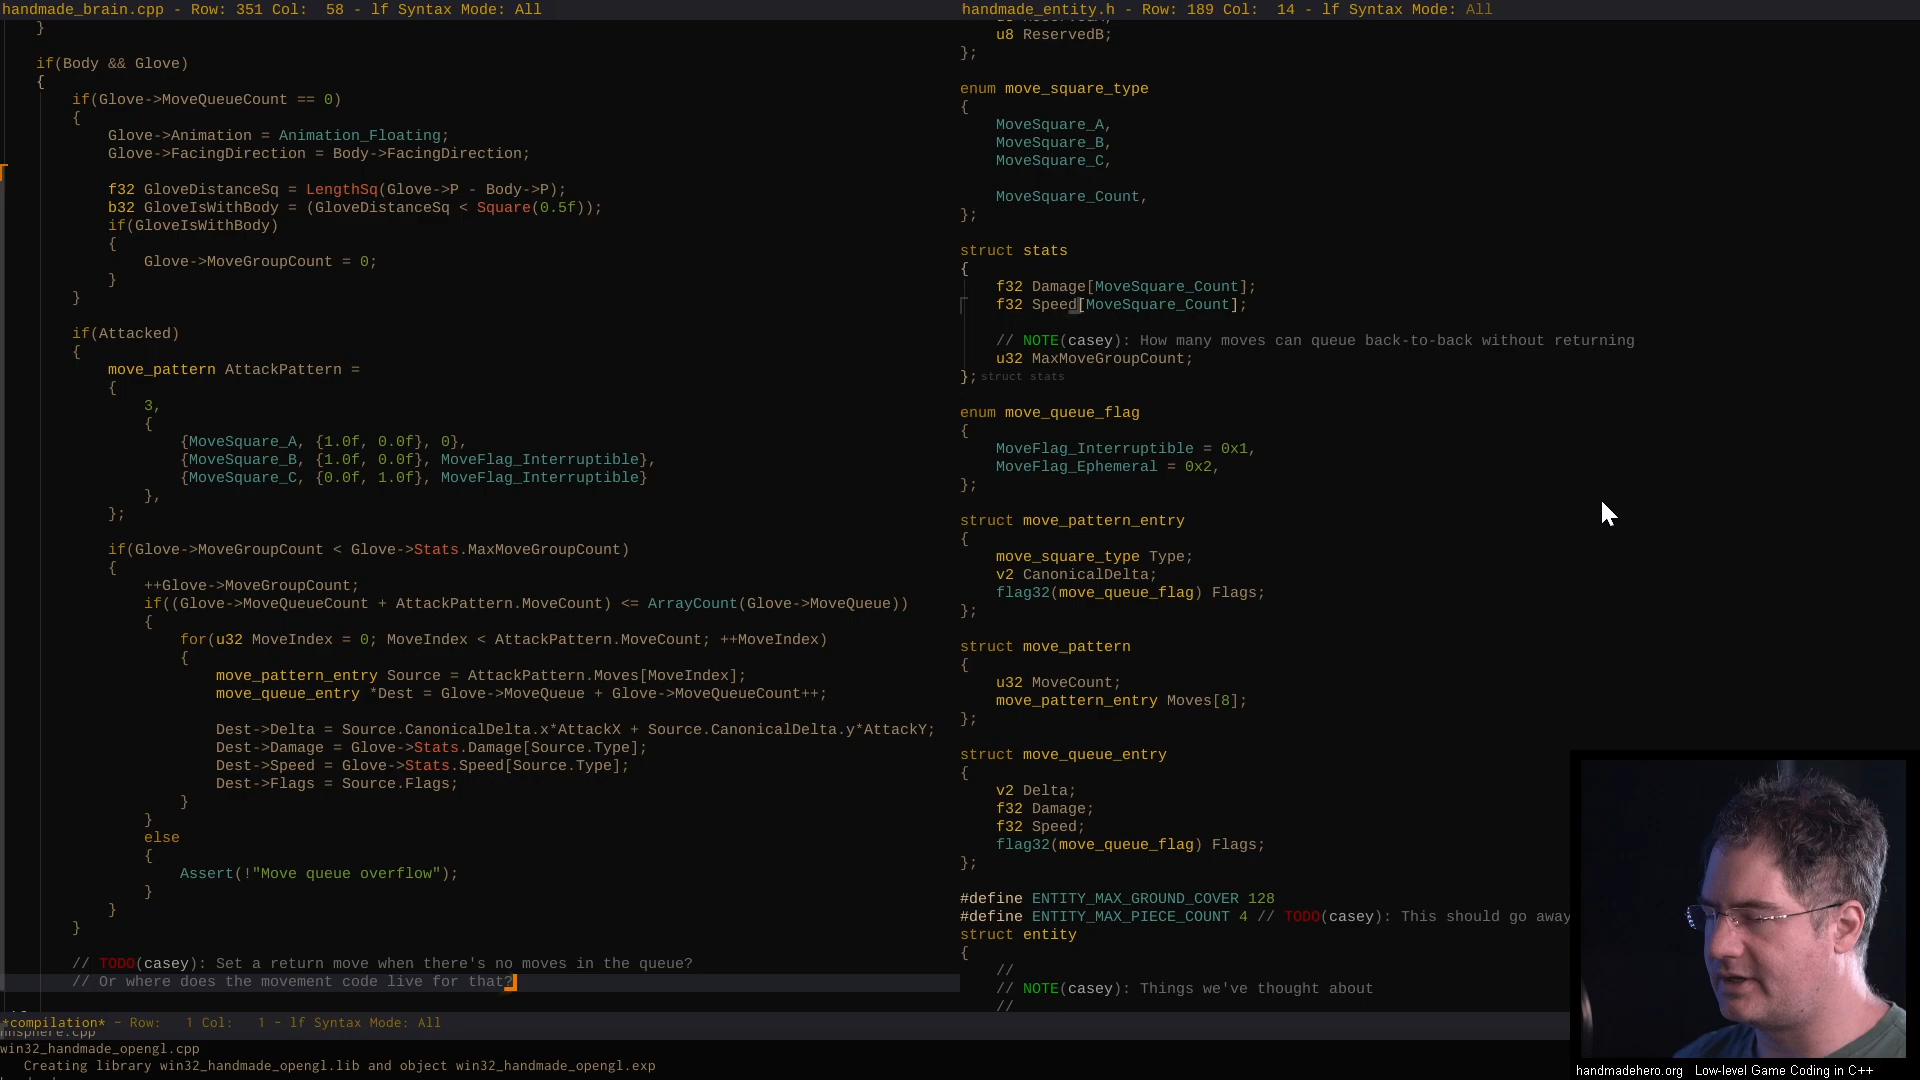 handmade_brain.cpp - Row: 351 Col:  58 - lf Syntax Mode: All
}
if(Body && Glove)
{
if(Glove->MoveQueueCount == 0)
{
Glove->Animation = Animation_Floating;
Glove->FacingDirection = Body->FacingDirection;
f32 GloveDistanceSq = LengthSq(Glove->P - Body->P);
b32 GloveIsWithBody = (GloveDistanceSq < Square(0.5f));
if(GloveIsWithBody)
{
Glove->MoveGroupCount = 0;
}
}
if(Attacked)
{
move_pattern AttackPattern =
{
3,
{
{MoveSquare_A, {1.0f, 0.0f}, 0},
{MoveSquare_B, {1.0f, 0.0f}, MoveFlag_Interruptible},
{MoveSquare_C, {0.0f, 1.0f}, MoveFlag_Interruptible}
},
};
if(Glove->MoveGroupCount < Glove->Stats.MaxMoveGroupCount)
{
++Glove->MoveGroupCount;
if((Glove->MoveQueueCount + AttackPattern.MoveCount) <= ArrayCount(Glove->MoveQueue))
{
for(u32 MoveIndex = 0; MoveIndex < AttackPattern.MoveCount; ++MoveIndex)
{
move_pattern_entry Source = AttackPattern.Moves[MoveIndex];
move_queue_entry *Dest = Glove->MoveQueue + Glove->MoveQueueCount++;
Dest->Delta = Source.CanonicalDelta.x*AttackX + Source.CanonicalDelta.y*AttackY;
Dest->Damage = Glove->Stats.Damage[Source.Type];
Dest->Speed = Glove->Stats.Speed[Source.Type];
Dest->Flags = Source.Flags;
}
}
else
{
Assert(!"Move queue overflow");
}
}
}
// TODO(casey): Set a return move when there's no moves in the queue?
// Or where does the movement code live for that?
handmade_entity.h - Row: 189 Col:  14 - lf Syntax Mode: All
u8 ReservedB;
};
enum move_square_type
{
MoveSquare_A,
MoveSquare_B,
MoveSquare_C,
MoveSquare_Count,
};
struct stats
{
f32 Damage[MoveSquare_Count];
f32 Speed[MoveSquare_Count];
// NOTE(casey): How many moves can queue back-to-back without returning
u32 MaxMoveGroupCount;
}; struct stats
enum move_queue_flag
{
MoveFlag_Interruptible = 0x1,
MoveFlag_Ephemeral = 0x2,
};
struct move_pattern_entry
{
move_square_type Type;
v2 CanonicalDelta;
flag32(move_queue_flag) Flags;
};
struct move_pattern
{
u32 MoveCount;
move_pattern_entry Moves[8];
};
struct move_queue_entry
{
v2 Delta;
f32 Damage;
f32 Speed;
flag32(move_queue_flag) Flags;
};
#define ENTITY_MAX_GROUND_COVER 128
#define ENTITY_MAX_PIECE_COUNT 4 // TODO(casey): This should go away
struct entity
{
//
// NOTE(casey): Things we've thought about
//
*compilation* - Row:   1 Col:   1 - lf Syntax Mode: All
win32_handmade_opengl.cpp
Creating library win32_handmade_opengl.lib and object win32_handmade_opengl.exp
handmadehero.org Low-level Game Coding in C++